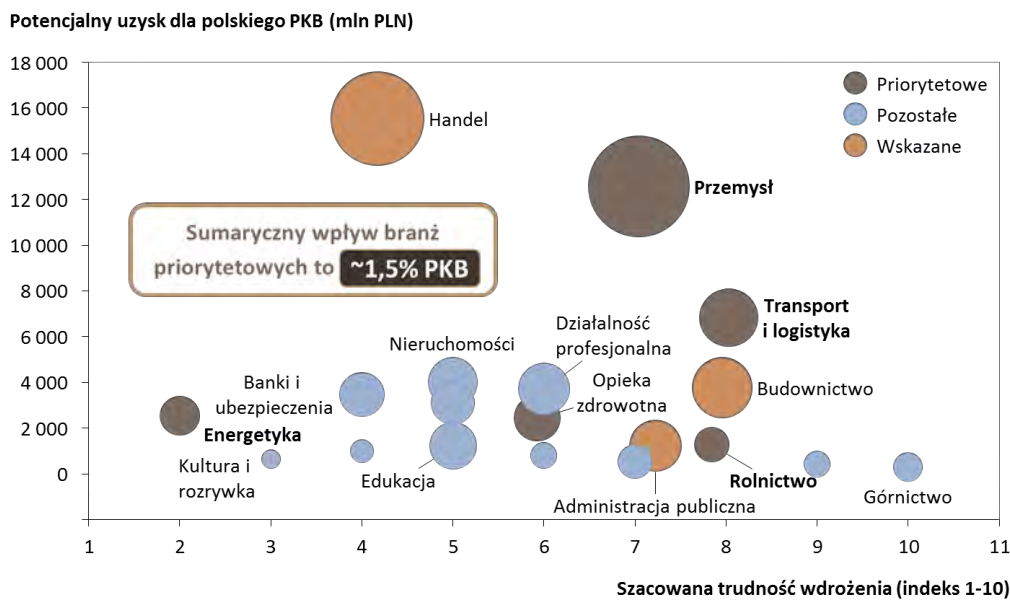 Potencjalny uzysk dla polskiego PKB (mln PLN)
18 000
16 000
14 000
12 000
10 000
8 000
6 000
4 000
2 000
0
Priorytetowe
Pozostałe
Wskazane
Handel
Przemysł
Sumaryczny wpływ branż
priorytetowych to ~1,5% PKB
Transport
i logistyka
Działalność
profesjonalna
Nieruchomości
Opieka
zdrowotna
Banki i
ubezpieczenia
Budownictwo
Energetyka
Kultura i
rozrywka
Edukacja
Rolnictwo
Administracja publiczna
Górnictwo
1 2 3 4 5 6 7 8 9 10 11
Szacowana trudność wdrożenia (indeks 1-10)